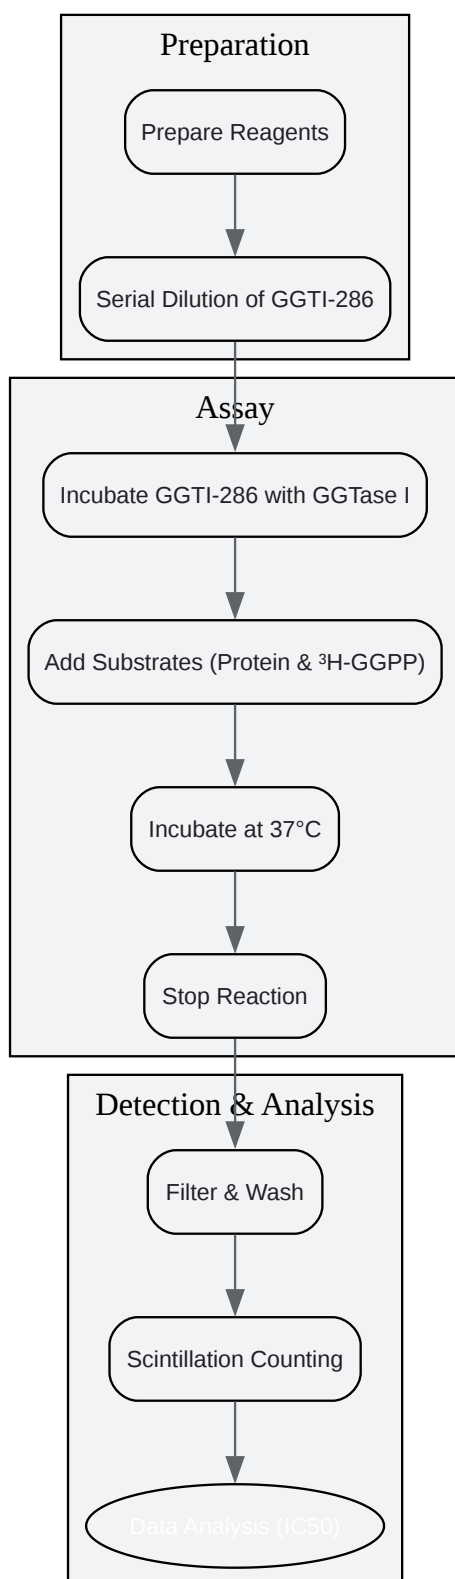 Preparation
Prepare Reagents
Serial Dilution of GGTI-286
Assay
Incubate GGTI-286 with GGTase I
Add Substrates (Protein & ³H-GGPP)
Incubate at 37°C
Stop Reaction
Detection & Analysis
Filter & Wash
Scintillation Counting
Data Analysis (IC50)